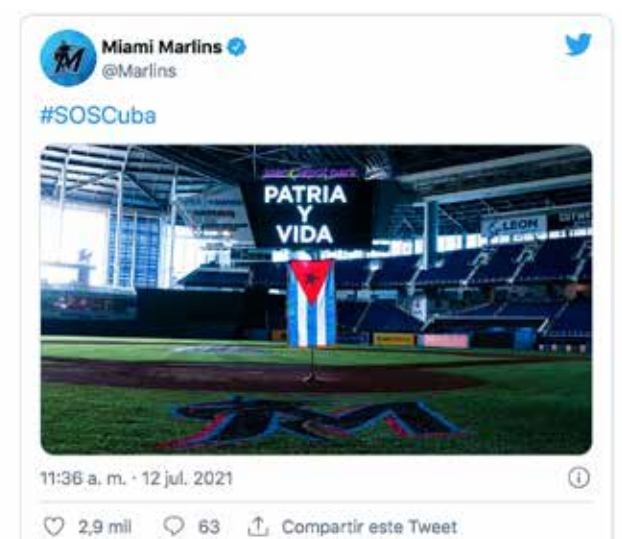 Miami Marlins
@Marlins
#SOSCuba
PATRIA
Y
VIDA
LEON
11:36 a. m. · 12 jul. 2021
2,9 mil 63 Compartir este Tweet